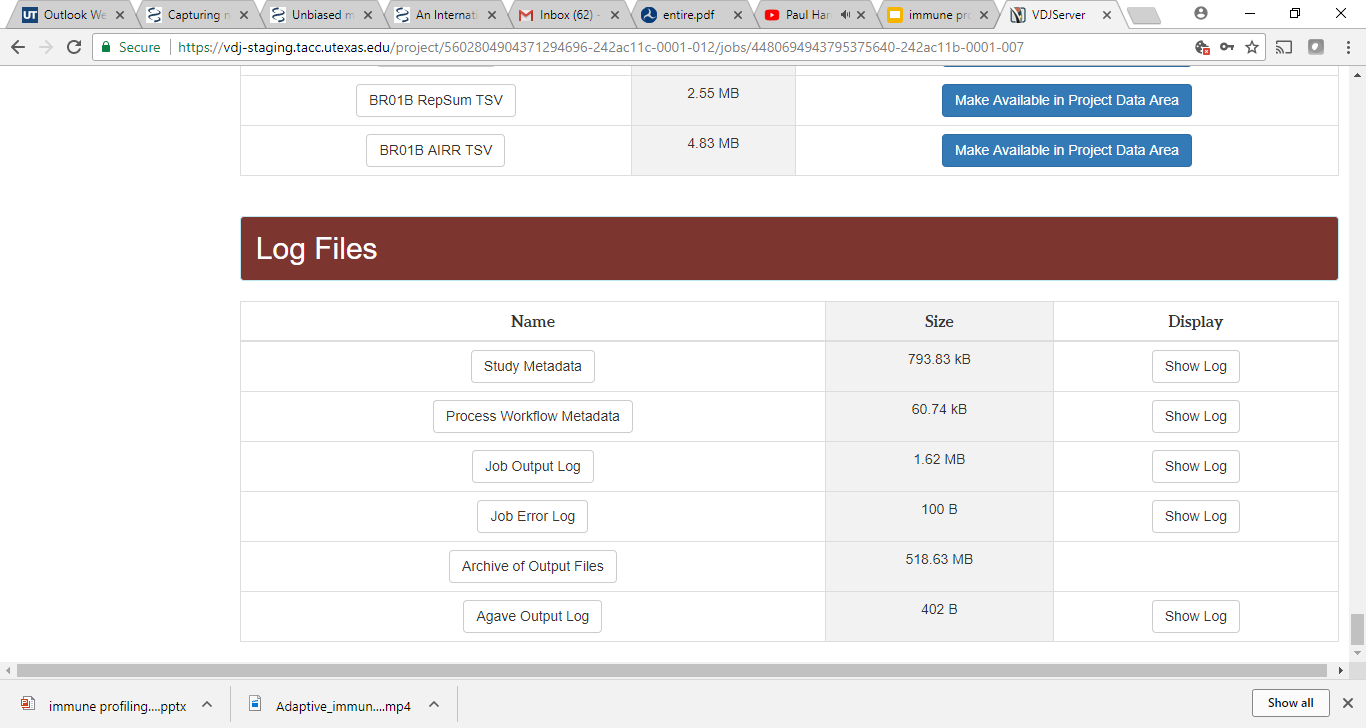 UT Outlook We
Capturing n
Unbiased m
An Internati
Inbox (62) -
entire.pdf
Paul Har
immune pro
VDJServer
Secure
https://vdj-staging.tacc.utexas.edu/project/5602804904371294696-242ac11c-0001-012/jobs/4480694943795375640-242ac11b-0001-007
BR01B RepSum TSV 2.55 MB Make Available in Project Data Area
BR01B AIRR TSV 4.83 MB Make Available in Project Data Area
Log Files
Name Size Display
Study Metadata 793.83 kB Show Log
Process Workflow Metadata 60.74 kB Show Log
Job Output Log 1.62 MB Show Log
Job Error Log 100 B Show Log
Archive of Output Files 518.63 MB
Agave Output Log 402 B Show Log
immune profiling....pptx
Adaptive_immun....mp4
Show all